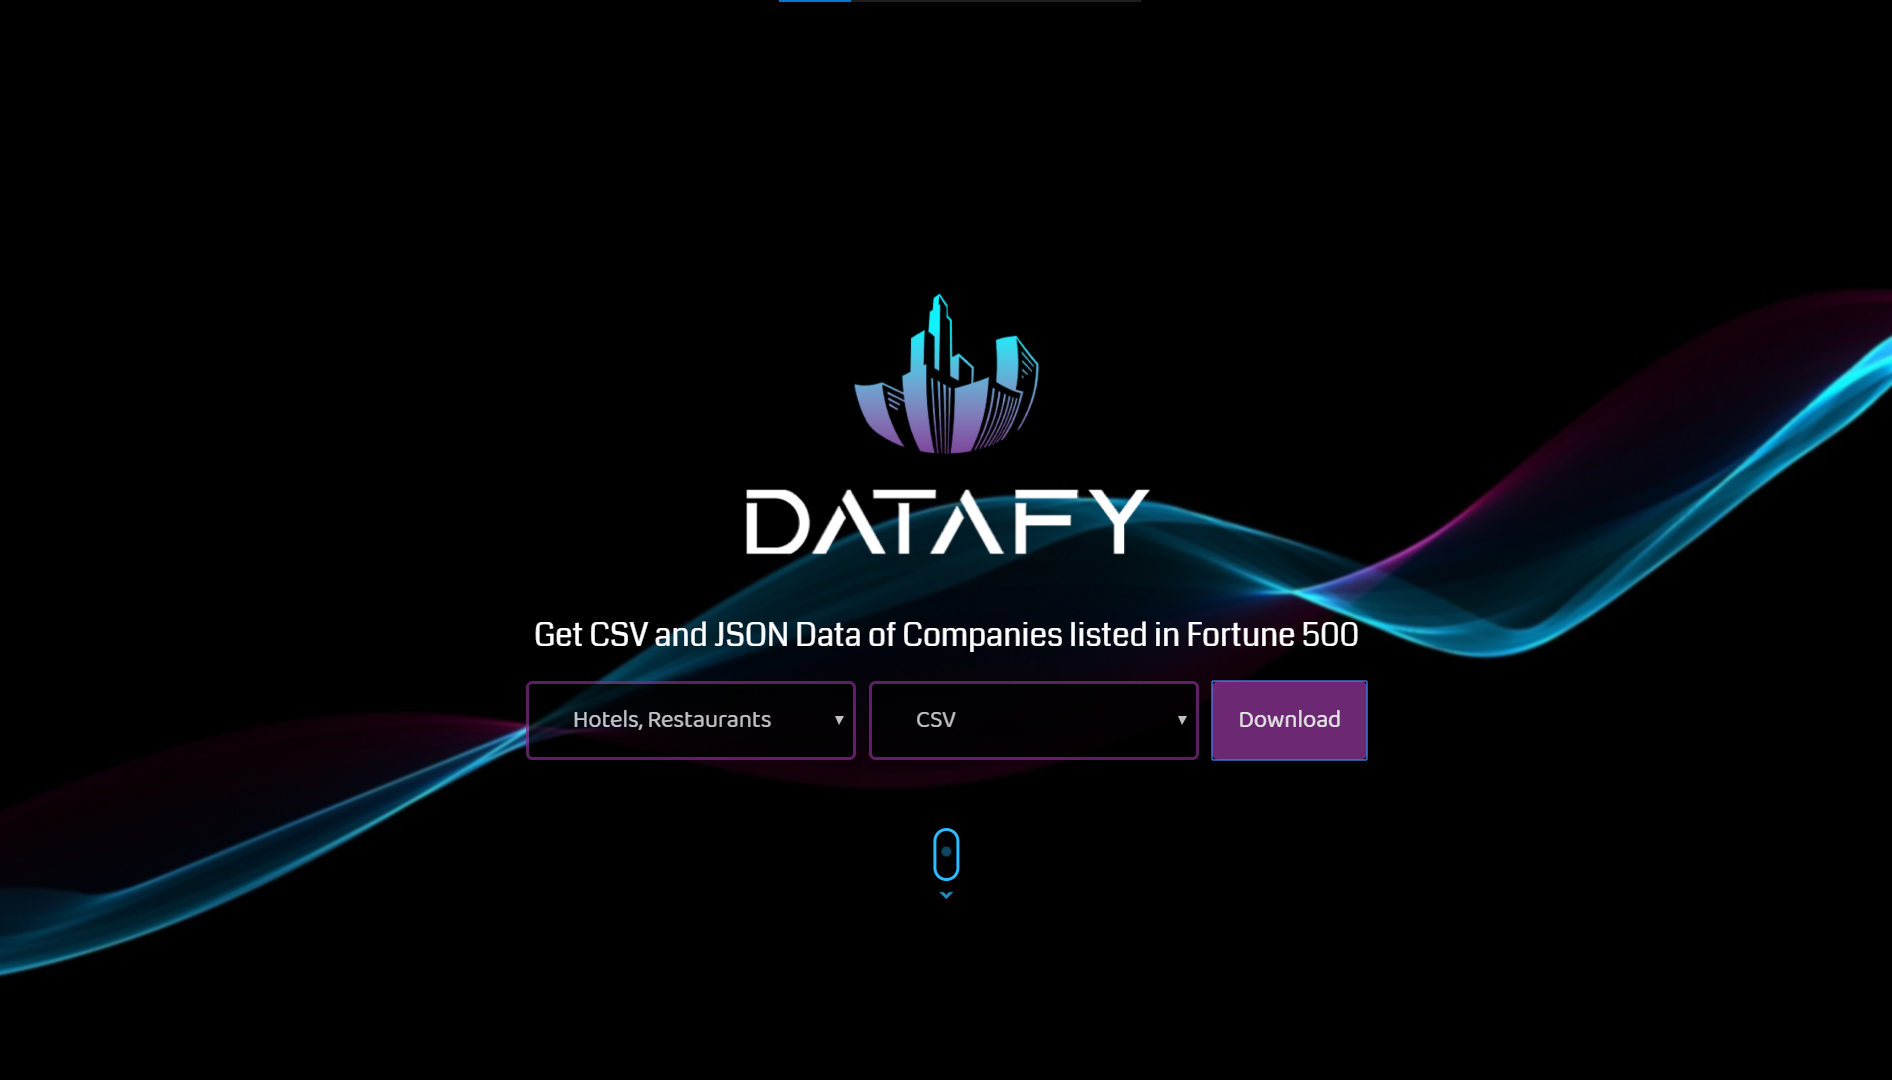 DATAFY
Get CSV and JSON Data of Companies listed in Fortune 500
Hotels, Restaurants
CSV
Download